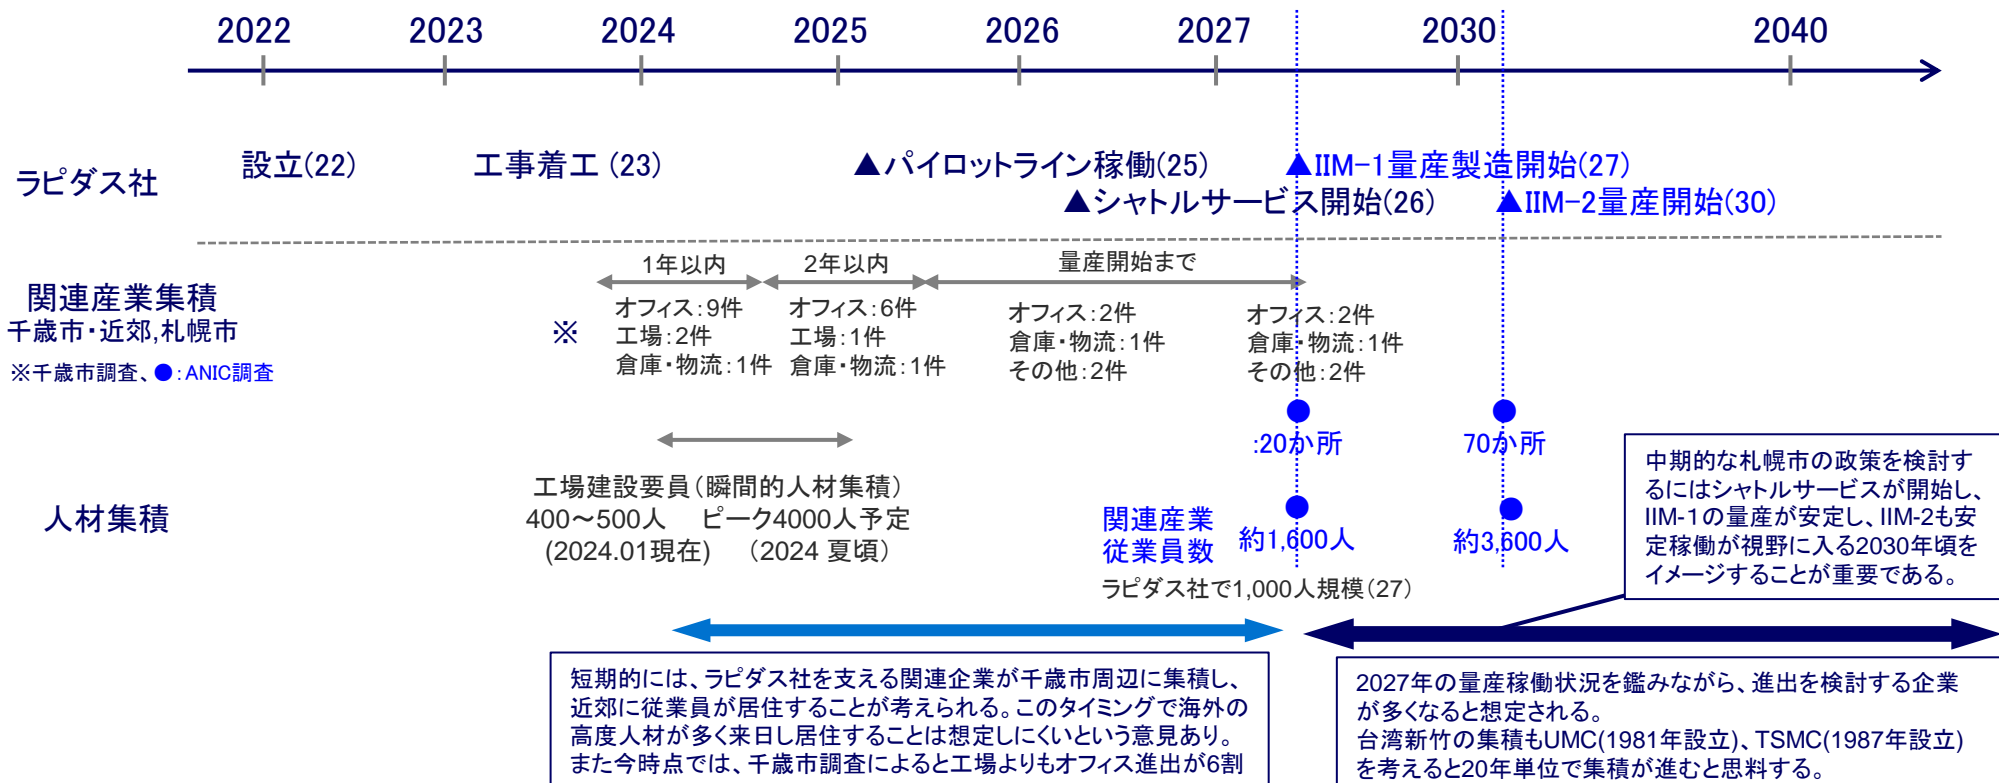 2022 2023 2024 2025 2026 2027 2030 2040
ラピダス社
設立(22)
工事着工 (23)
▲パイロットライン稼働(25)
▲IIM-1量産製造開始(27)
▲シャトルサービス開始(26)
▲IIM-2量産開始(30)
関連産業集積
千歳市・近郊,札幌市
※千歳市調査、●:ANIC調査
※
1年以内
オフィス:9件
工場:2件
倉庫・物流:1件
2年以内
オフィス:6件
工場:1件
倉庫・物流:1件
量産開始まで
オフィス:2件
倉庫・物流:1件
その他:2件
オフィス:2件
倉庫・物流:1件
その他:2件
:20か所
70か所
人材集積
工場建設要員(瞬間的人材集積)
400~500人 ピーク4000人予定
(2024.01現在) (2024 夏頃)
関連産業
従業員数
約1,600人
約3,600人
ラピダス社で1,000人規模(27)
中期的な札幌市の政策を検討す
るにはシャトルサービスが開始し、
IIM-1の量産が安定し、IIM-2も安
定稼働が視野に入る2030年頃を
イメージすることが重要である。
短期的には、ラピダス社を支える関連企業が千歳市周辺に集積し、
近郊に従業員が居住することが考えられる。このタイミングで海外の
高度人材が多く来日し居住することは想定しにくいという意見あり。
また今時点では、千歳市調査によると工場よりもオフィス進出が6割
2027年の量産稼働状況を鑑みながら、進出を検討する企業
が多くなると想定される。
台湾新竹の集積もUMC(1981年設立)、TSMC(1987年設立)
を考えると20年単位で集積が進むと思料する。